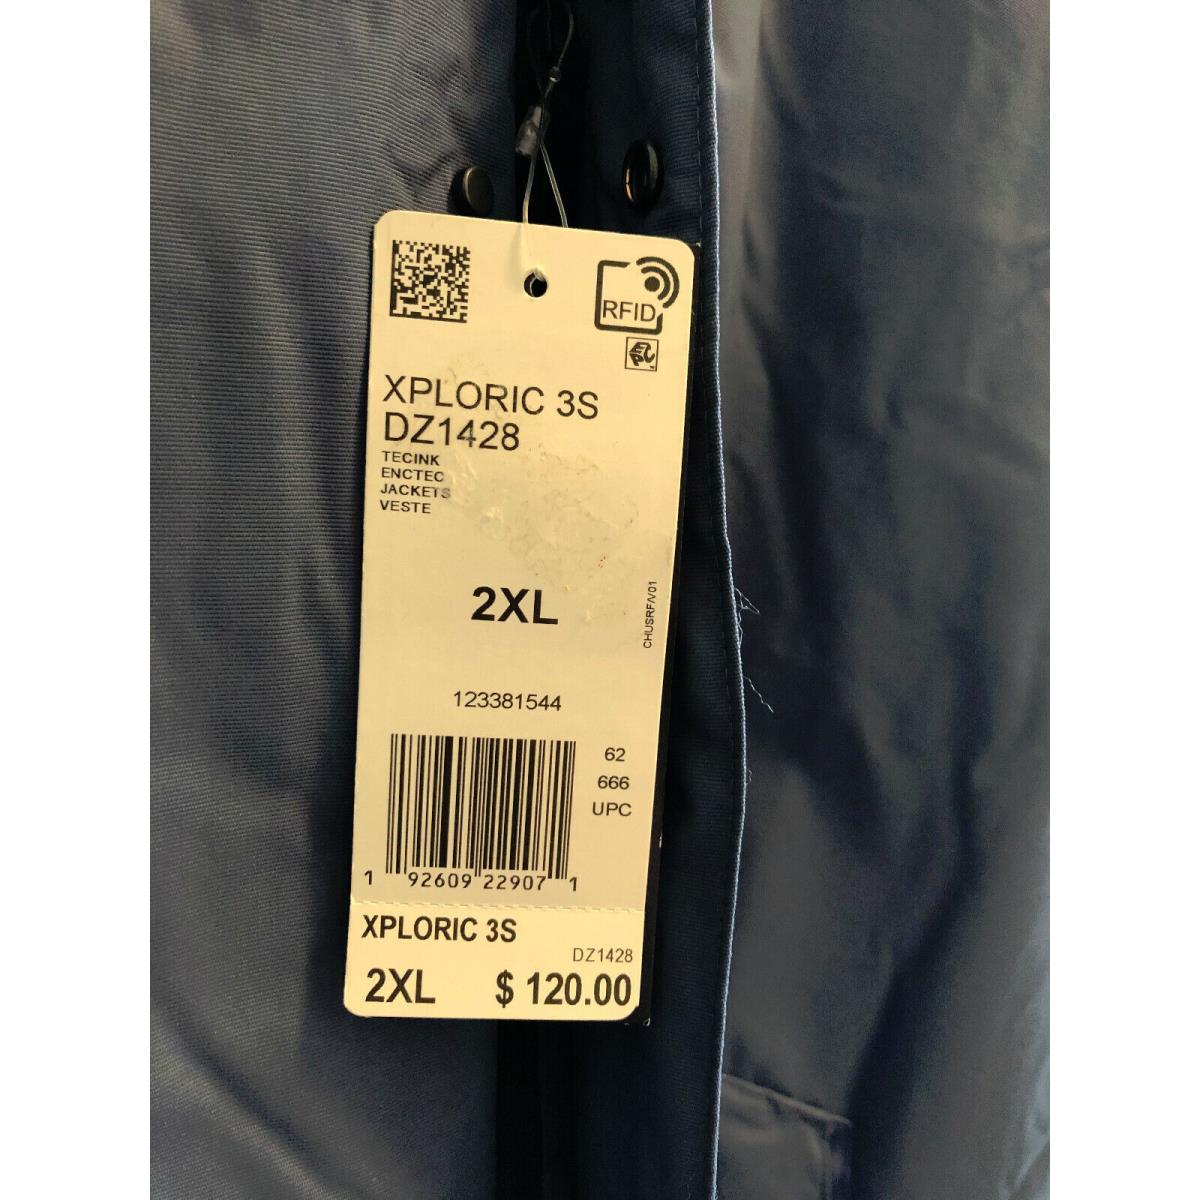 RFID
EPC
XPLORIC 3S
DZ1428
TECINK
ENCTEC
JACKETS
VESTE
2XL
CHUSRF/V01
123381544
62
666
UPC
1 92609 22907 1
XPLORIC 3S
DZ1428
2XL $ 120.00